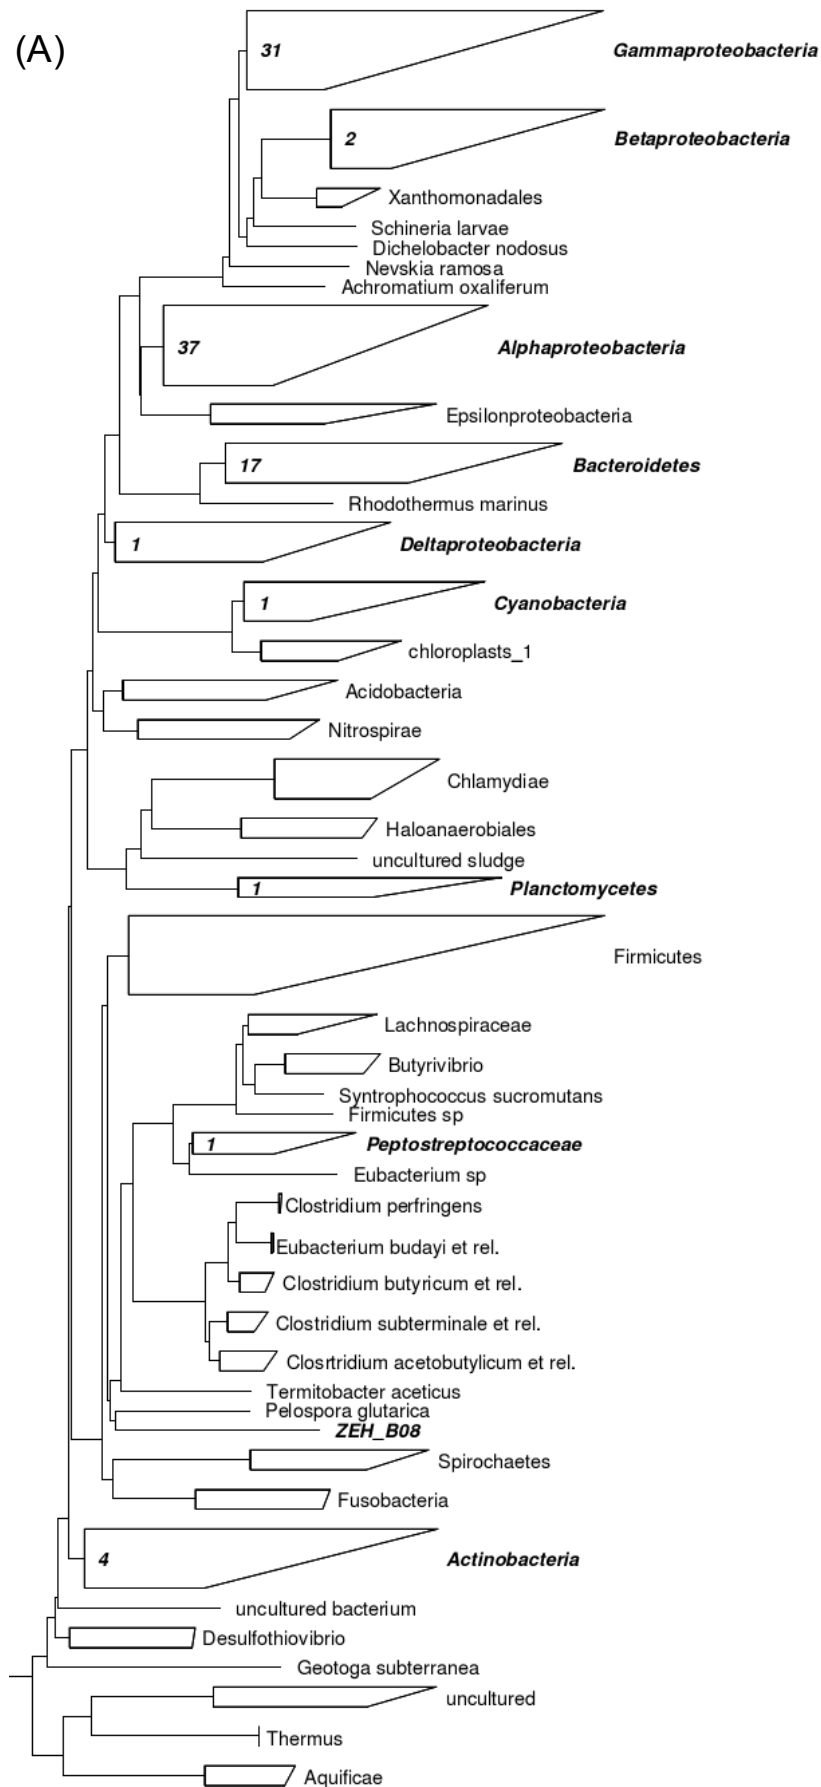 (A)
31 Gammaproteobacteria
2 Betaproteobacteria
Xanthomonadales
Schineria larvae
Dichelobacter nodosus
Nevskia ramosa
Achromatium oxaliferum
37 Alphaproteobacteria
Epsilonproteobacteria
17 Bacteroidetes
Rhodothermus marinus
1 Deltaproteobacteria
1 Cyanobacteria
chloroplasts_1
Acidobacteria
Nitrospirae
Chlamydiae
Haloanaerobiales
uncultured sludge
1 Planctomycetes
Firmicutes
Lachnospiraceae
Butyrivibrio
Syntrophococcus sucromutans
Firmicutes sp
1 Peptostreptococcaceae
Eubacterium sp
Clostridium perfringens
Eubacterium budayi et rel.
Clostridium butyricum et rel.
Clostridium subterminale et rel.
Closrtridium acetobutylicum et rel.
Termitobacter aceticus
Pelospora glutarica
ZEH_B08
Spirochaetes
Fusobacteria
4 Actinobacteria
uncultured bacterium
Desulfothiovibrio
Geotoga subterranea
uncultured
Thermus
Aquificae